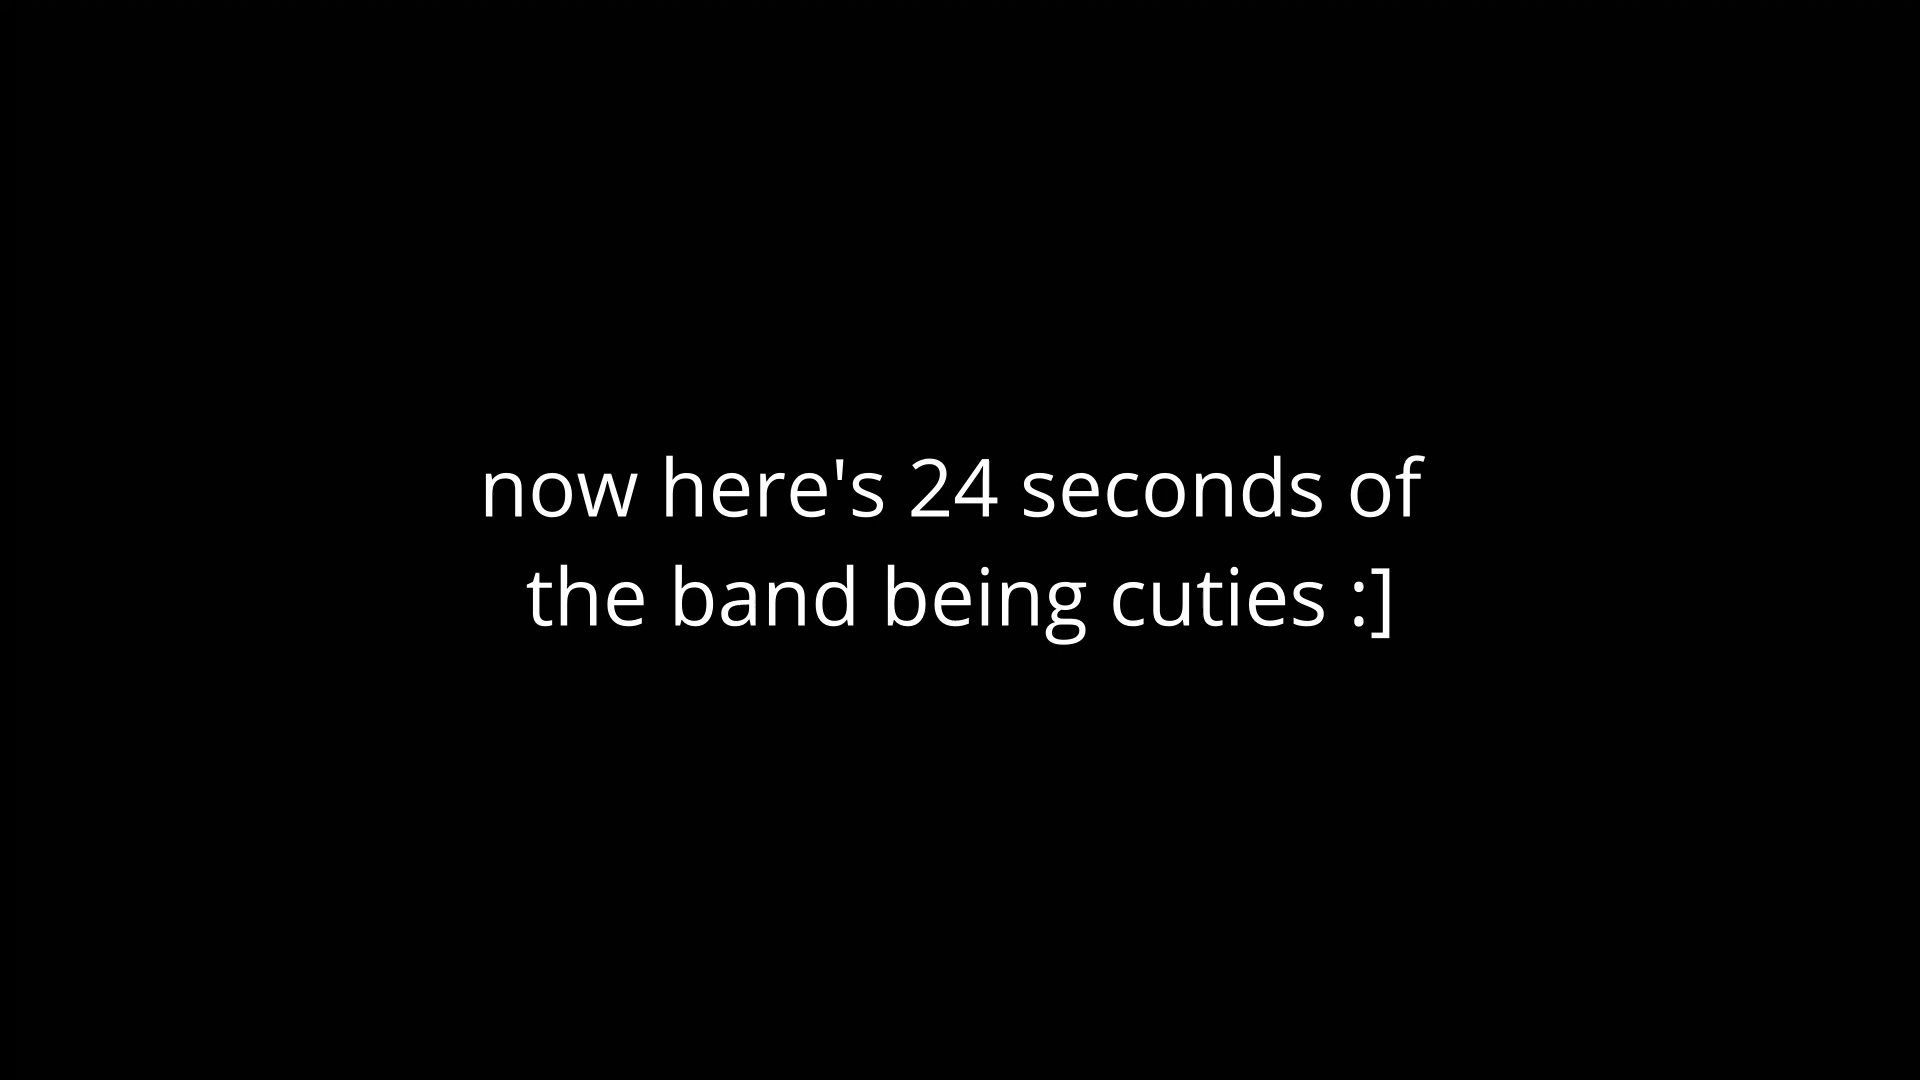 now here's 24 seconds of
the band being cuties :]